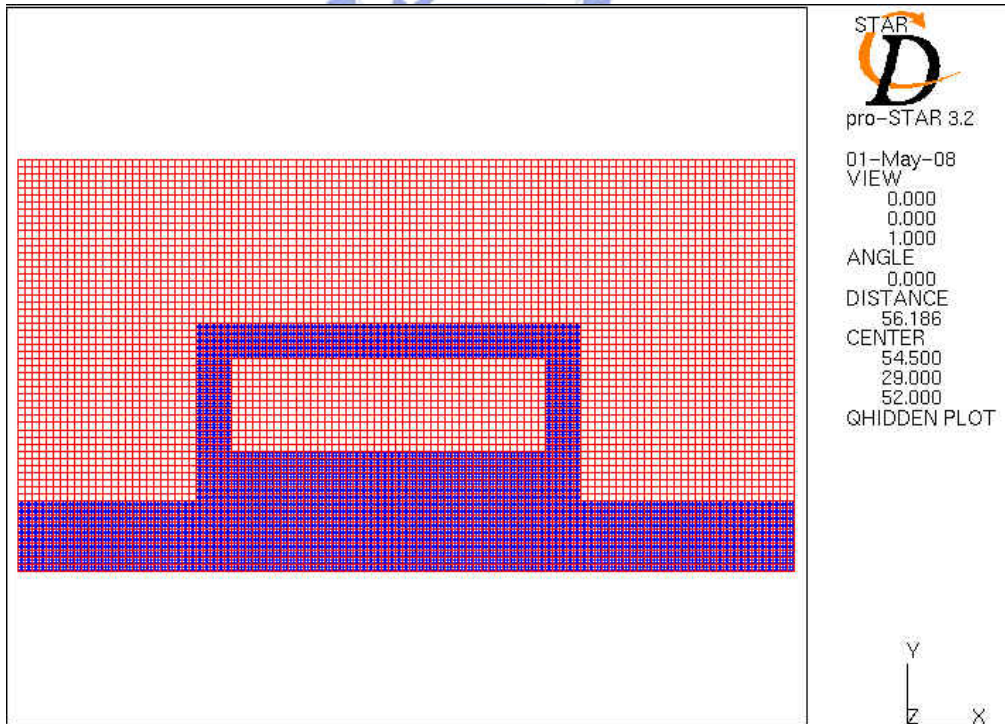 STAR
CD
pro-STAR 3.2
01-May-08
VIEW
0.000
0.000
1.000
ANGLE
0.000
DISTANCE
56.186
CENTER
54.500
29.000
52.000
QHIDDEN PLOT
Y
Z X